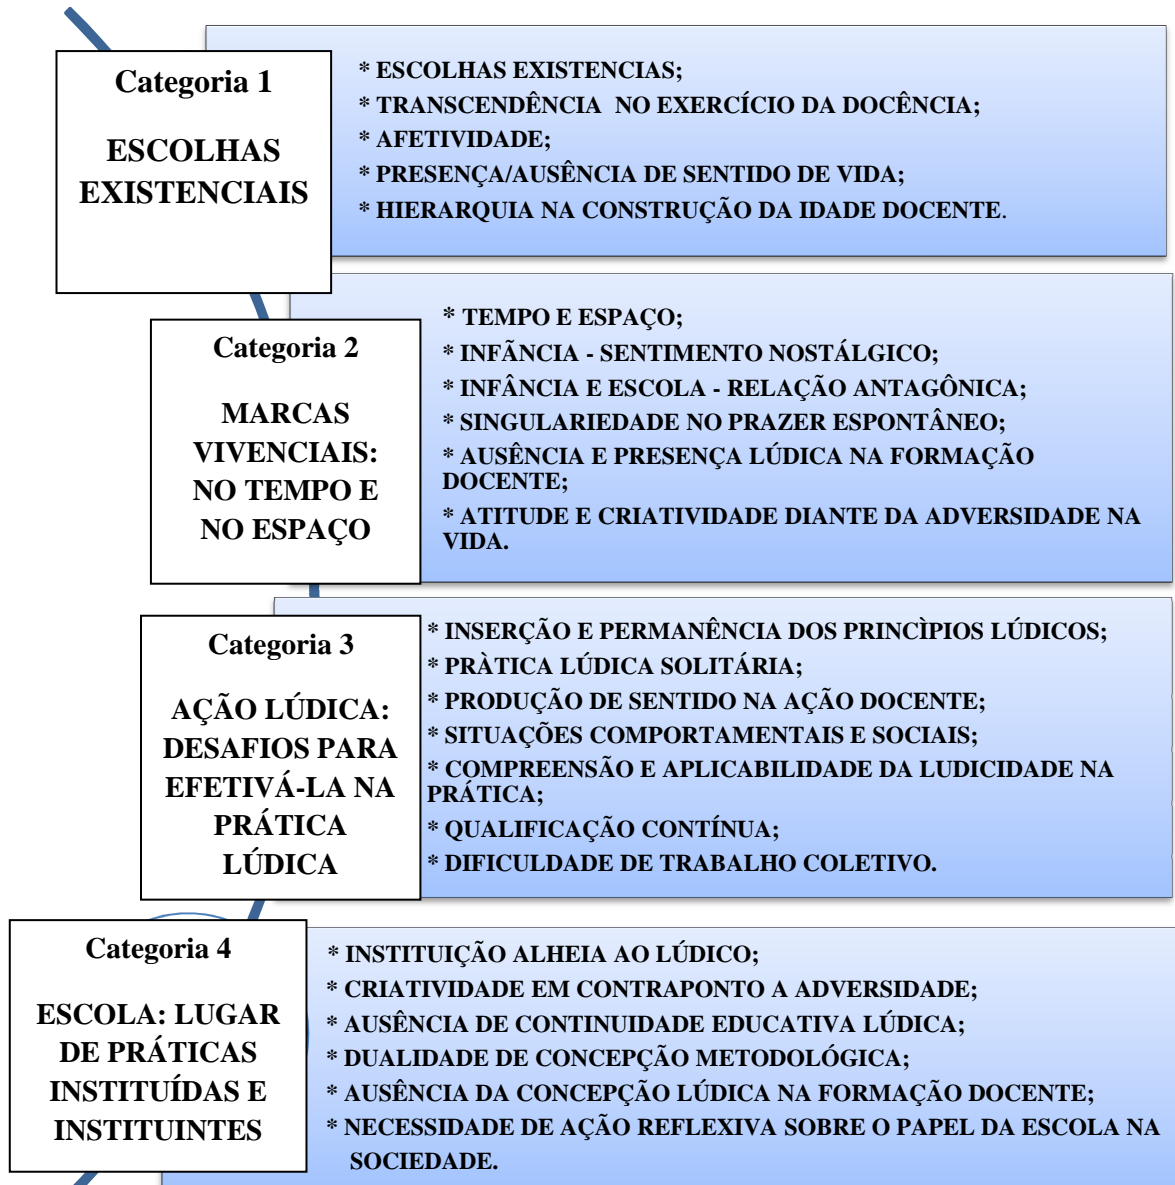 Categoria 1
ESCOLHAS
EXISTENCIAIS
* ESCOLHAS EXISTENCIAS;
* TRANSCENDÊNCIA NO EXERCÍCIO DA DOCÊNCIA;
* AFETIVIDADE;
* PRESENÇA/AUSÊNCIA DE SENTIDO DE VIDA;
* HIERARQUIA NA CONSTRUÇÃO DA IDADE DOCENTE.
Categoria 2
MARCAS
VIVENCIAIS:
NO TEMPO E
NO ESPAÇO
* TEMPO E ESPAÇO;
* INFÃNCIA - SENTIMENTO NOSTÁLGICO;
* INFÂNCIA E ESCOLA - RELAÇÃO ANTAGÔNICA;
* SINGULARIEDADE NO PRAZER ESPONTÂNEO;
* AUSÊNCIA E PRESENÇA LÚDICA NA FORMAÇÃO
DOCENTE;
* ATITUDE E CRIATIVIDADE DIANTE DA ADVERSIDADE NA
VIDA.
Categoria 3
AÇÃO LÚDICA:
DESAFIOS PARA
EFETIVÁ-LA NA
PRÁTICA
LÚDICA
* INSERÇÃO E PERMANÊNCIA DOS PRINCÌPIOS LÚDICOS;
* PRÀTICA LÚDICA SOLITÁRIA;
* PRODUÇÃO DE SENTIDO NA AÇÃO DOCENTE;
* SITUAÇÕES COMPORTAMENTAIS E SOCIAIS;
* COMPREENSÃO E APLICABILIDADE DA LUDICIDADE NA
PRÁTICA;
* QUALIFICAÇÃO CONTÍNUA;
* DIFICULDADE DE TRABALHO COLETIVO.
Categoria 4
ESCOLA: LUGAR
DE PRÁTICAS
INSTITUÍDAS E
INSTITUINTES
* INSTITUIÇÃO ALHEIA AO LÚDICO;
* CRIATIVIDADE EM CONTRAPONTO A ADVERSIDADE;
* AUSÊNCIA DE CONTINUIDADE EDUCATIVA LÚDICA;
* DUALIDADE DE CONCEPÇÃO METODOLÓGICA;
* AUSÊNCIA DA CONCEPÇÃO LÚDICA NA FORMAÇÃO DOCENTE;
* NECESSIDADE DE AÇÃO REFLEXIVA SOBRE O PAPEL DA ESCOLA NA
SOCIEDADE.